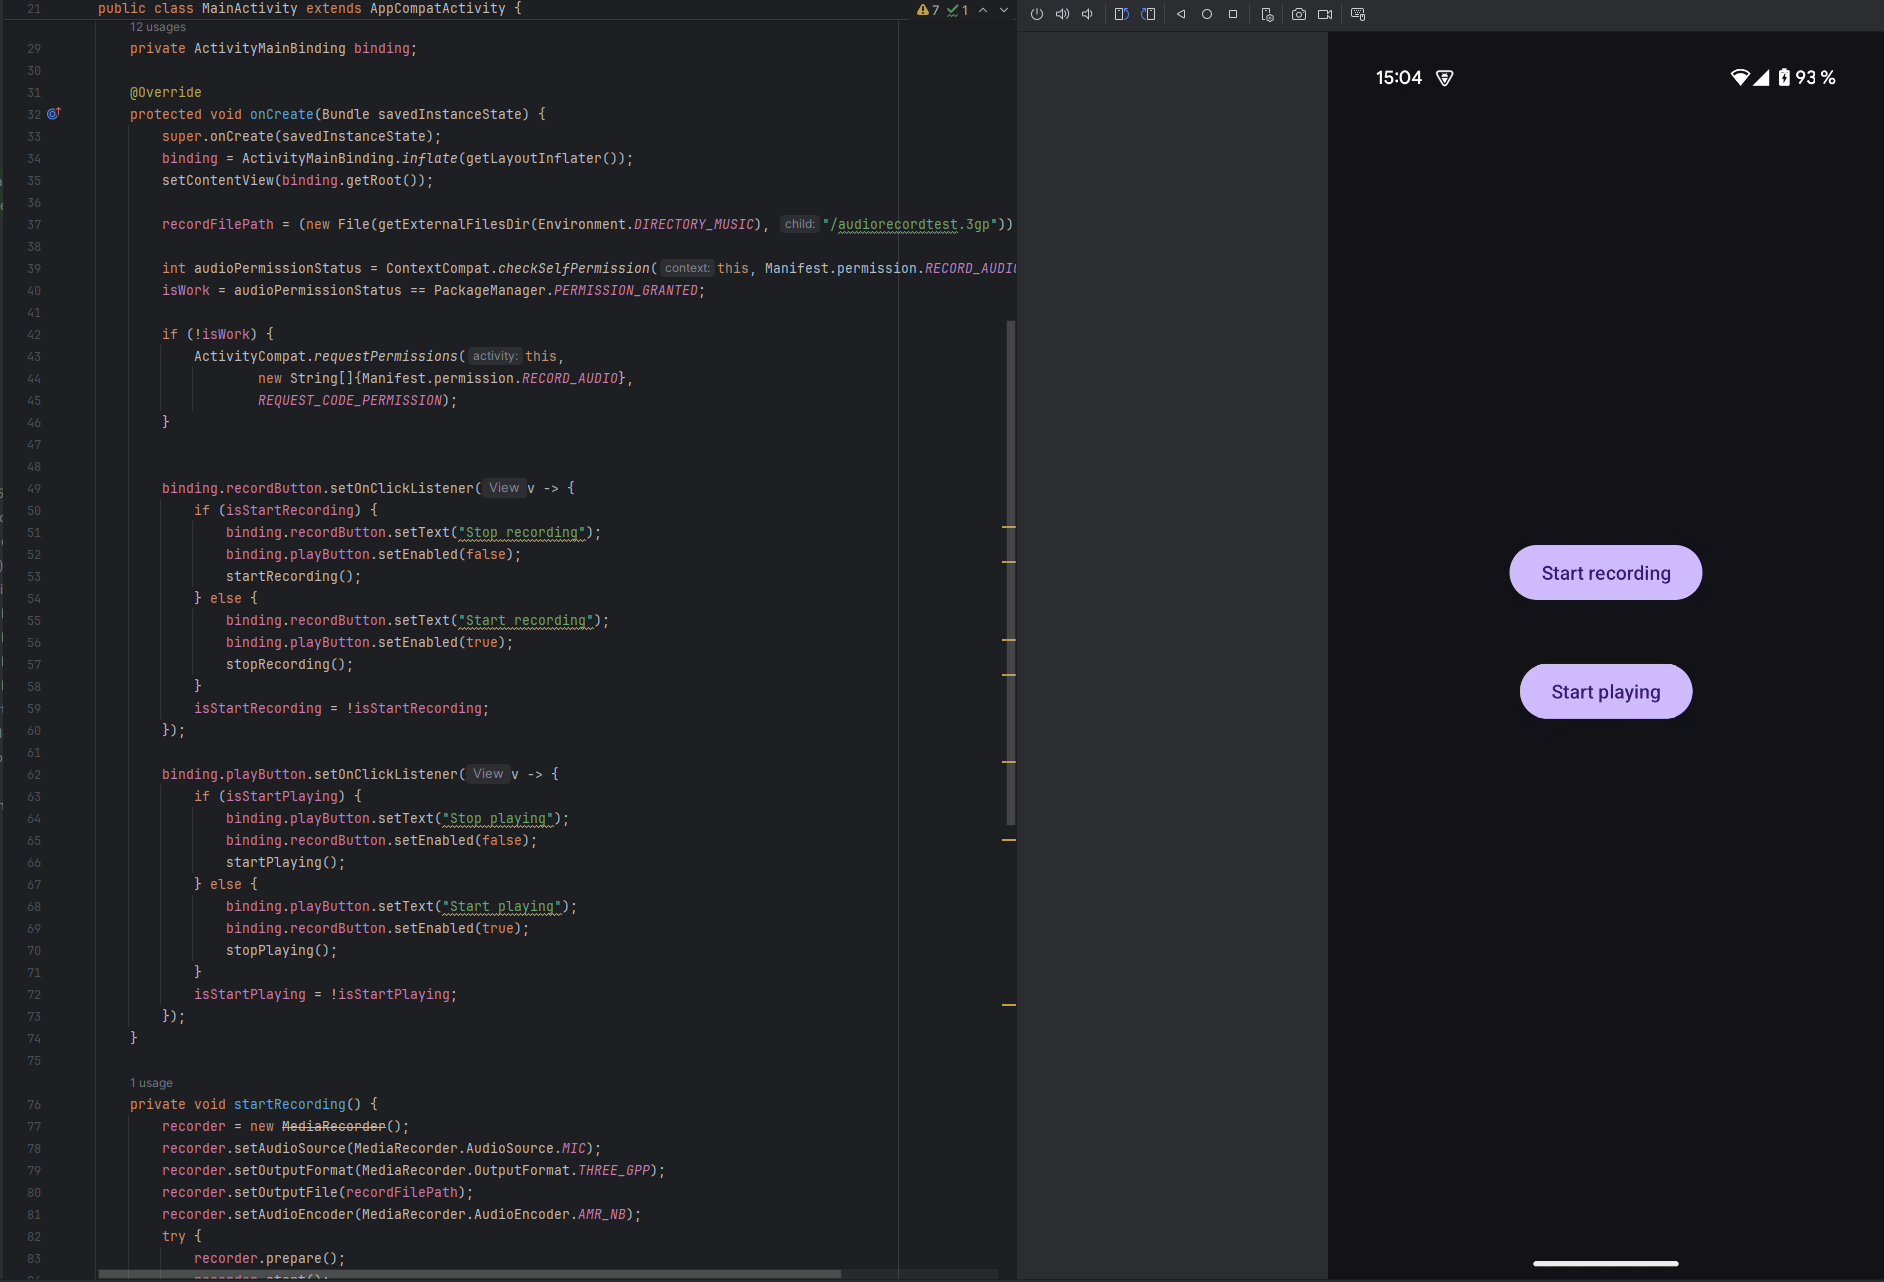 21 public class MainActivity extends AppCompatActivity {
7 1
12 usages
29 private ActivityMainBinding binding;
30
31 @Override
32 protected void onCreate(Bundle savedInstanceState) {
33 super.onCreate(savedInstanceState);
34 binding = ActivityMainBinding.inflate(getLayoutInflater());
35 setContentView(binding.getRoot());
36
37 recordFilePath = (new File(getExternalFilesDir(Environment.DIRECTORY_MUSIC), child: "/audiorecordtest.3gp"))
38
39 int audioPermissionStatus = ContextCompat.checkSelfPermission( context: this, Manifest.permission.RECORD_AUDIO
40 isWork = audioPermissionStatus == PackageManager.PERMISSION_GRANTED;
41
42 if (!isWork) {
43 ActivityCompat.requestPermissions( activity: this,
44 new String[]{Manifest.permission.RECORD_AUDIO},
45 REQUEST_CODE_PERMISSION);
46 }
47
48
49 binding.recordButton.setOnClickListener( View v -> {
50 if (isStartRecording) {
51 binding.recordButton.setText("Stop recording");
52 binding.playButton.setEnabled(false);
53 startRecording();
54 } else {
55 binding.recordButton.setText("Start recording");
56 binding.playButton.setEnabled(true);
57 stopRecording();
58 }
59 isStartRecording = !isStartRecording;
60 });
61
62 binding.playButton.setOnClickListener( View v -> {
63 if (isStartPlaying) {
64 binding.playButton.setText("Stop playing");
65 binding.recordButton.setEnabled(false);
66 startPlaying();
67 } else {
68 binding.playButton.setText("Start playing");
69 binding.recordButton.setEnabled(true);
70 stopPlaying();
71 }
72 isStartPlaying = !isStartPlaying;
73 });
74 }
75
1 usage
76 private void startRecording() {
77 recorder = new MediaRecorder();
78 recorder.setAudioSource(MediaRecorder.AudioSource.MIC);
79 recorder.setOutputFormat(MediaRecorder.OutputFormat.THREE_GPP);
80 recorder.setOutputFile(recordFilePath);
81 recorder.setAudioEncoder(MediaRecorder.AudioEncoder.AMR_NB);
82 try {
83 recorder.prepare();
15:04 93 %
Start recording
Start playing